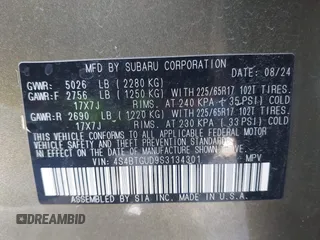 MFD BY SUBARU CORPORATION DATE: 08/24
GVWR: 5026 LB (2280 KG)
GAWR:F 2756 LB (1250 KG) WITH 225/65R17 102T TIRES
17X7J RIMS. AT 240 KPA (35 PSI) COLD
GAWR:R 2690 LB (1220 KG) WITH 225/65R17 102T TIRES
17X7J RIMS. AT 230 KPA (33 PSI) COLD
THIS VEHICLE CONFORMS TO ALL APPLICABLE FEDERAL MOTOR
VEHICLE SAFETY STANDARDS IN EFFECT ON THE DATE OF
MANUFACTURE SHOWN ABOVE.
VIN: 4S4BTGUD9S3134301 MPV
ASSEMBLED BY SIA INC. MADE IN U.S.A.
DREAMBID